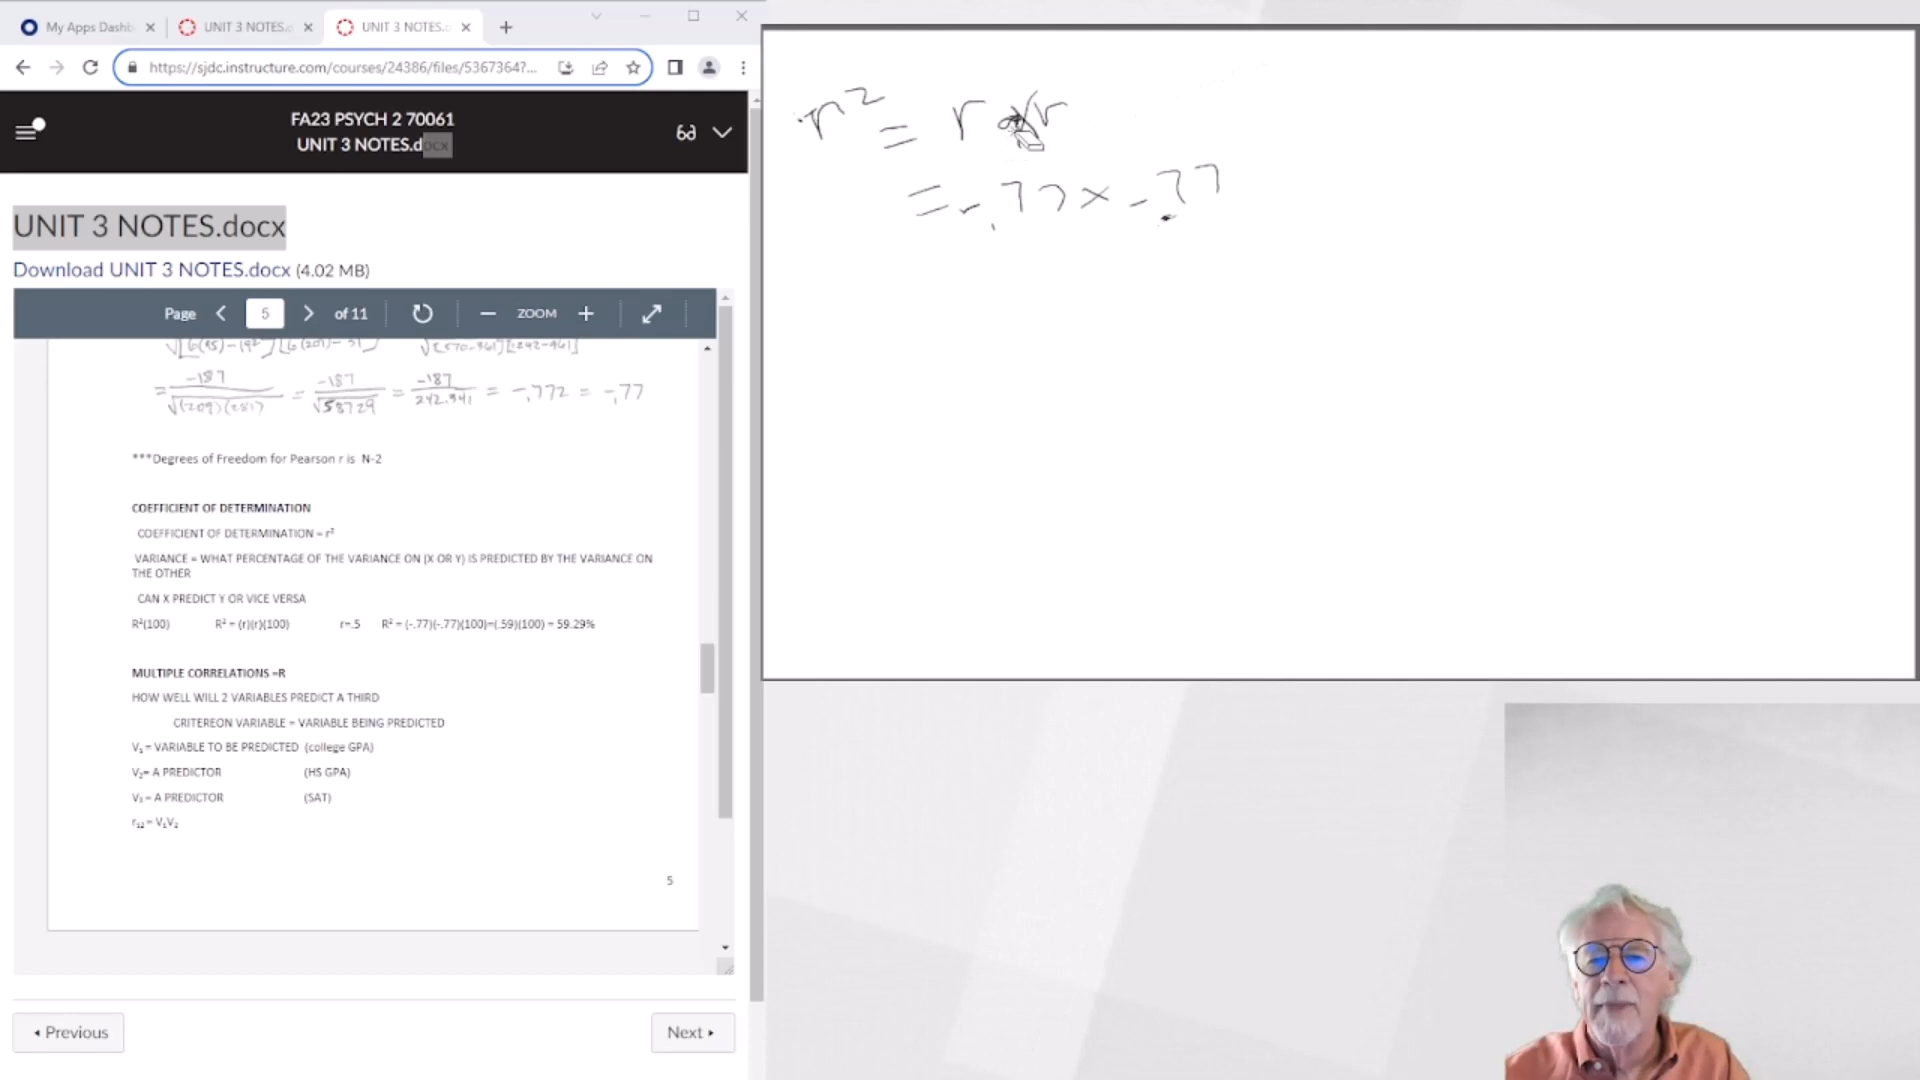 My Apps Dashb
UNIT 3 NOTES.d
UNIT 3 NOTES.d
https://sjdc.instructure.com/courses/24386/files/5367364?...
FA23 PSYCH 2 70061
UNIT 3 NOTES.docx
UNIT 3 NOTES.docx
Download UNIT 3 NOTES.docx (4.02 MB)
Page 5 of 11 ZOOM
= -187 / √(209)(281) = -187 / √58729 = -187 / 242.341 = -.772 = -.77
***Degrees of Freedom for Pearson r is N-2
COEFFICIENT OF DETERMINATION
COEFFICIENT OF DETERMINATION = r²
VARIANCE = WHAT PERCENTAGE OF THE VARIANCE ON (X OR Y) IS PREDICTED BY THE VARIANCE ON
THE OTHER
CAN X PREDICT Y OR VICE VERSA
R²(100) R² = (r)(r)(100) r=.5 R² = (-.77)(-.77)(100)=(.59)(100) = 59.29%
MULTIPLE CORRELATIONS =R
HOW WELL WILL 2 VARIABLES PREDICT A THIRD
CRITEREON VARIABLE = VARIABLE BEING PREDICTED
V₁ = VARIABLE TO BE PREDICTED (college GPA)
V₂= A PREDICTOR (HS GPA)
V₃ = A PREDICTOR (SAT)
r₁₂ = V₁V₂
5
Previous
Next
r² = r r
= -.77 x -.77